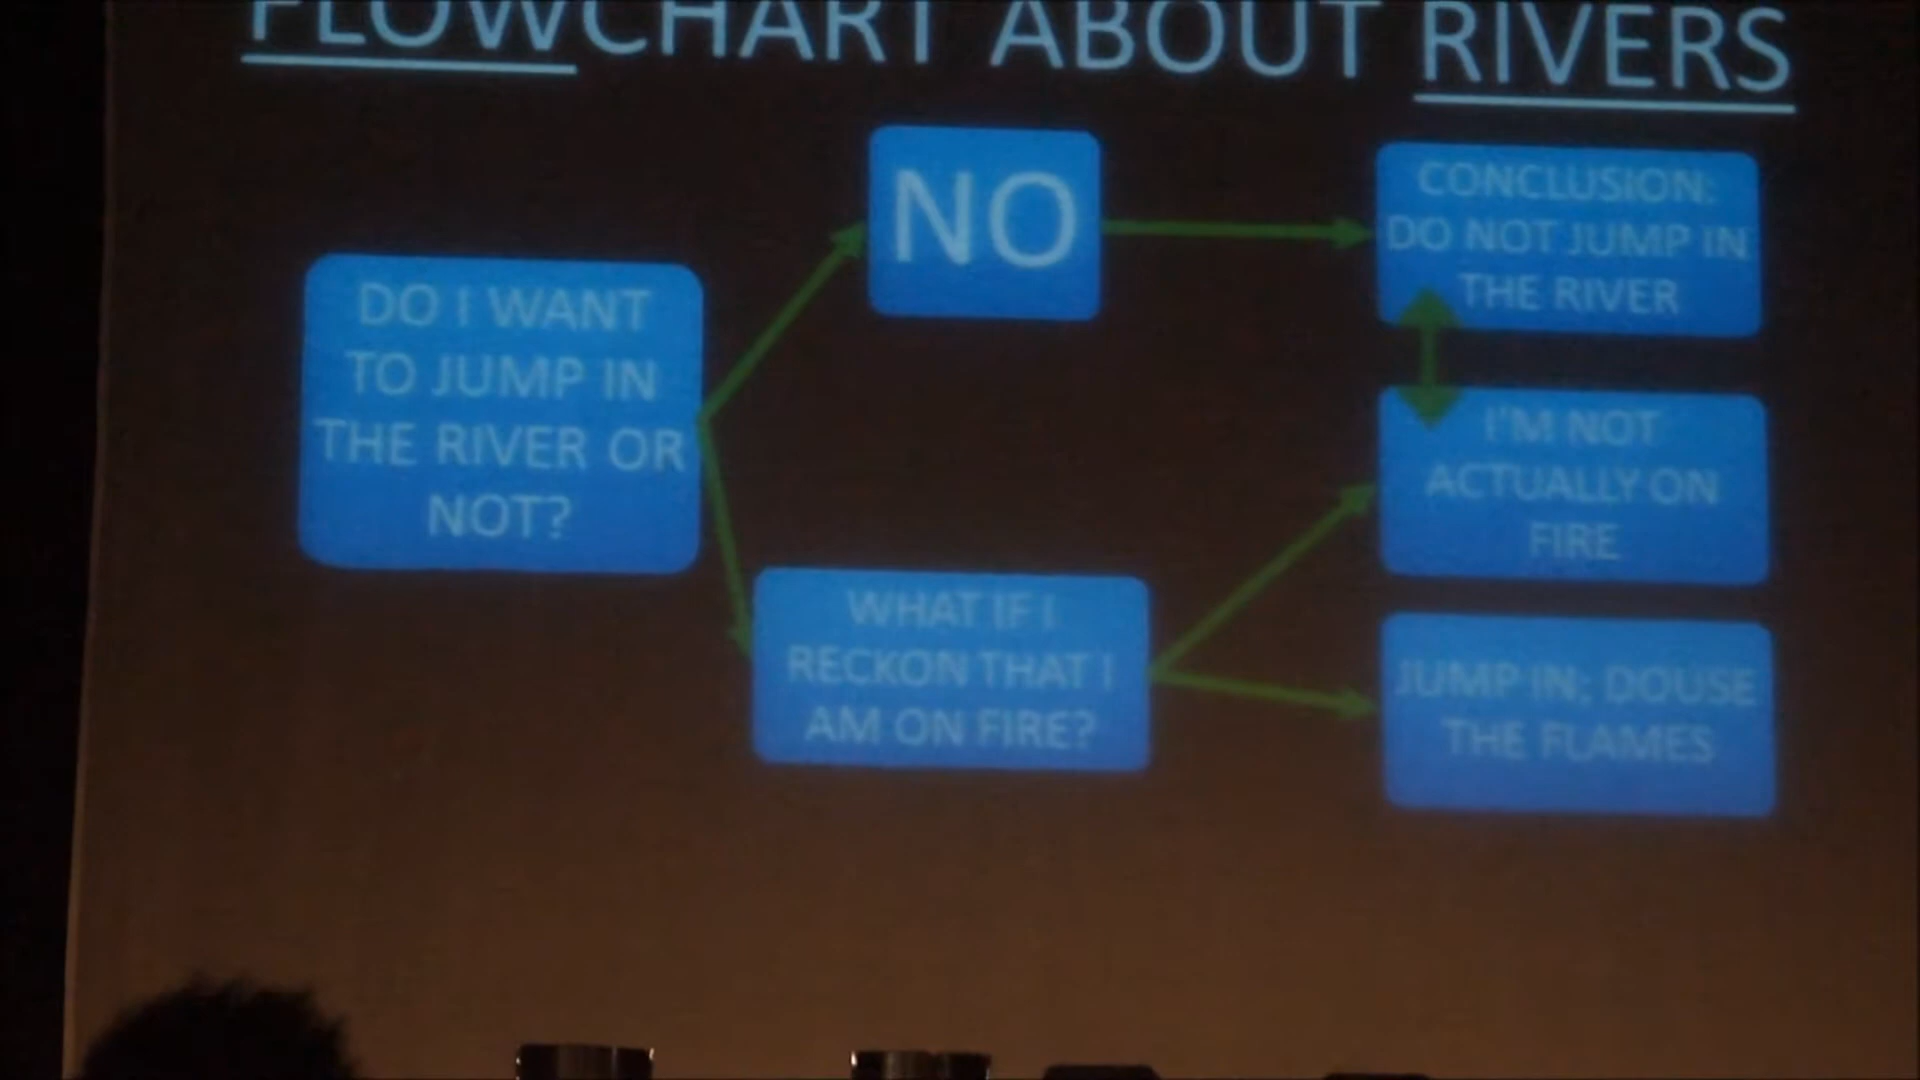 FLOWCHART ABOUT RIVERS
NO
CONCLUSION:
DO NOT JUMP IN
THE RIVER
DO I WANT
TO JUMP IN
THE RIVER OR
NOT?
I'M NOT
ACTUALLY ON
FIRE
WHAT IF I
RECKON THAT I
AM ON FIRE?
JUMP IN; DOUSE
THE FLAMES